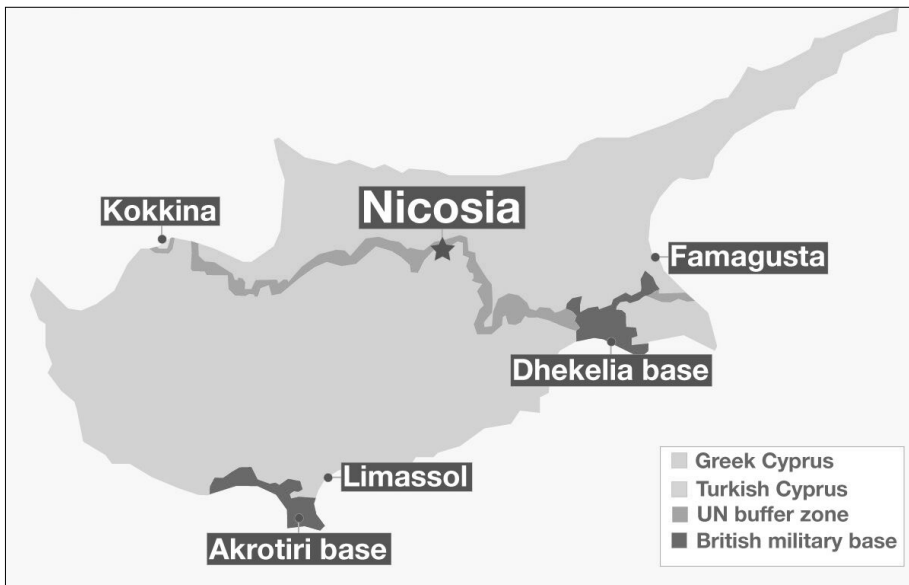 Kokkina
Nicosia
Famagusta
Dhekelia base
Limassol
Akrotiri base
Greek Cyprus
Turkish Cyprus
UN buffer zone
British military base